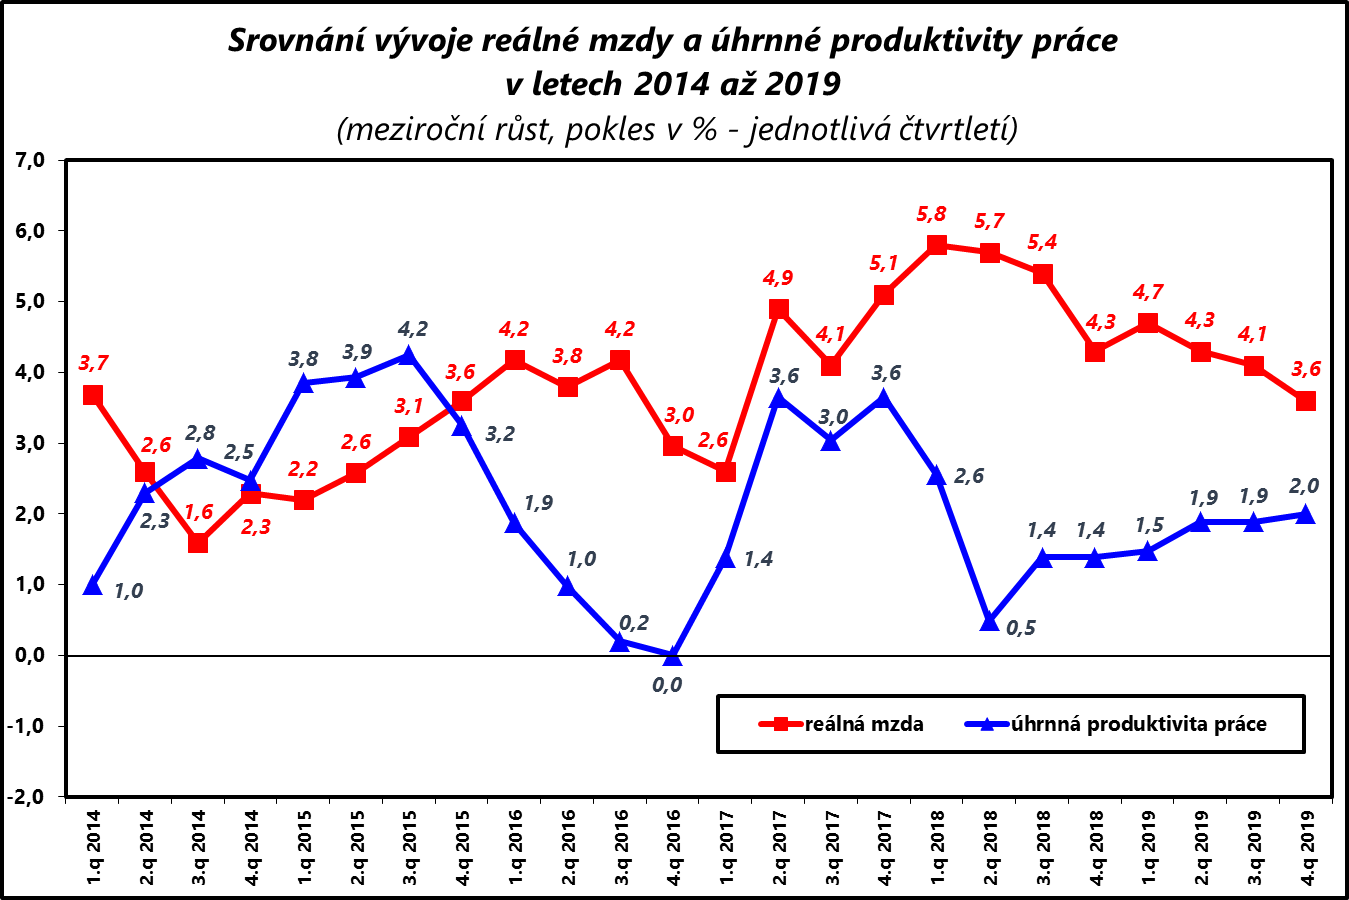 Srovnání vývoje reálné mzdy a úhrnné produktivity práce
v letech 2014 až 2019
(meziroční růst, pokles v % - jednotlivá čtvrtletí)
7,0
6,0
5,0
4,0
3,0
2,0
1,0
0,0
-1,0
-2,0
3,7
2,6
1,6
2,3
2,2
2,6
3,1
3,6
4,2
3,8
4,2
3,0
2,6
4,9
4,1
5,1
5,8
5,7
5,4
4,3
4,7
4,3
4,1
3,6
1,0
2,3
2,8
2,5
3,8
3,9
4,2
3,2
1,9
1,0
0,2
0,0
1,4
3,6
3,0
3,6
2,6
0,5
1,4
1,4
1,5
1,9
1,9
2,0
reálná mzda
úhrnná produktivita práce
1.q 2014
2.q 2014
3.q 2014
4.q 2014
1.q 2015
2.q 2015
3.q 2015
4.q 2015
1.q 2016
2.q 2016
3.q 2016
4.q 2016
1.q 2017
2.q 2017
3.q 2017
4.q 2017
1.q 2018
2.q 2018
3.q 2018
4.q 2018
1.q 2019
2.q 2019
3.q 2019
4.q 2019